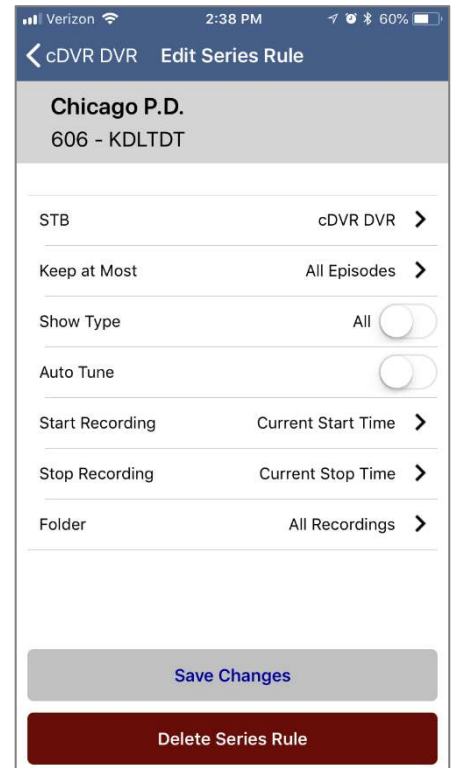 Verizon 2:38 PM 60%
cDVR DVR Edit Series Rule
Chicago P.D.
606 - KDLTDT
STB cDVR DVR
Keep at Most All Episodes
Show Type All
Auto Tune
Start Recording Current Start Time
Stop Recording Current Stop Time
Folder All Recordings
Save Changes
Delete Series Rule